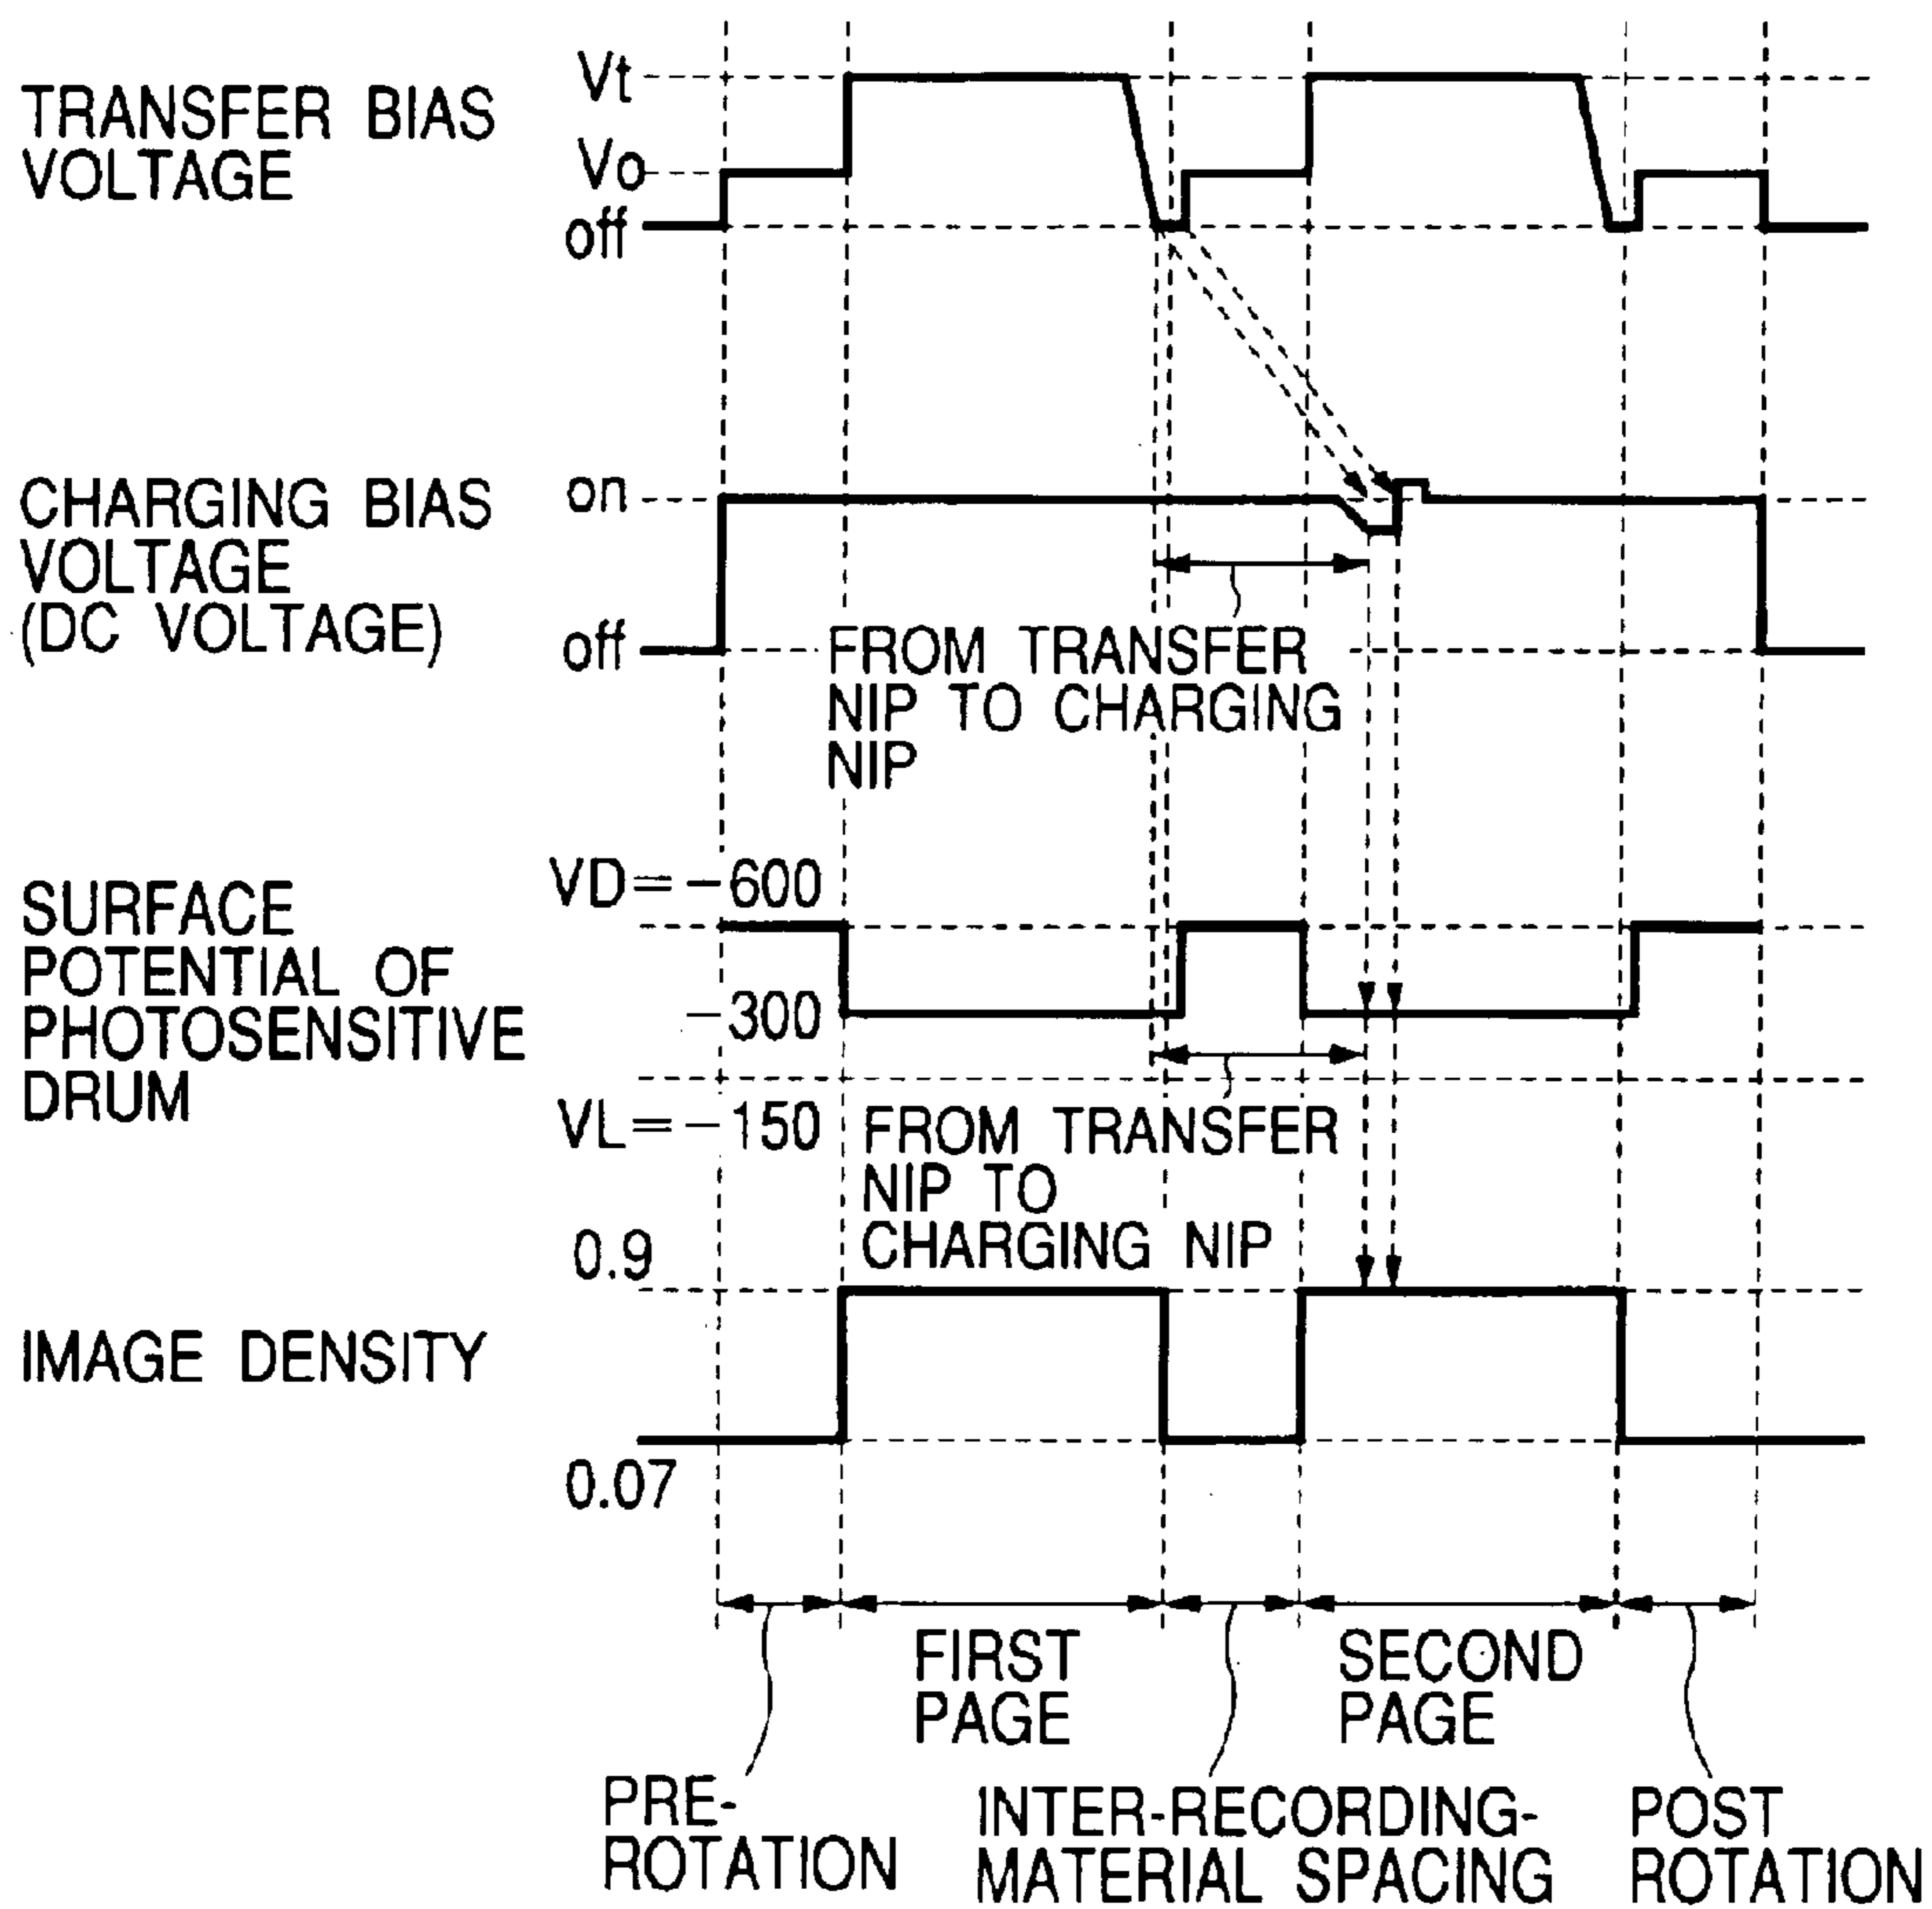 TRANSFER BIAS
VOLTAGE
Vt
Vo
off
CHARGING BIAS
VOLTAGE
(DC VOLTAGE)
on
off
FROM TRANSFER
NIP TO CHARGING
NIP
SURFACE
POTENTIAL OF
PHOTOSENSITIVE
DRUM
VD=-600
-300
VL=-150
FROM TRANSFER
NIP TO
CHARGING NIP
IMAGE DENSITY
0.9
0.07
FIRST
PAGE
SECOND
PAGE
PRE-
ROTATION
INTER-RECORDING-
MATERIAL SPACING
POST
ROTATION